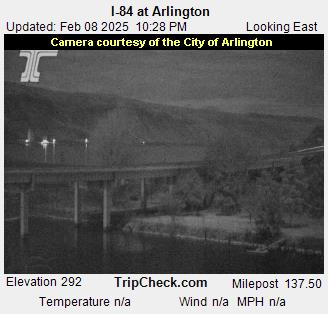 I-84 at Arlington
Updated: Feb 08 2025 10:28 PM Looking East
Camera courtesy of the City of Arlington
Elevation 292 TripCheck.com Milepost 137.50
Temperature n/a Wind n/a MPH n/a